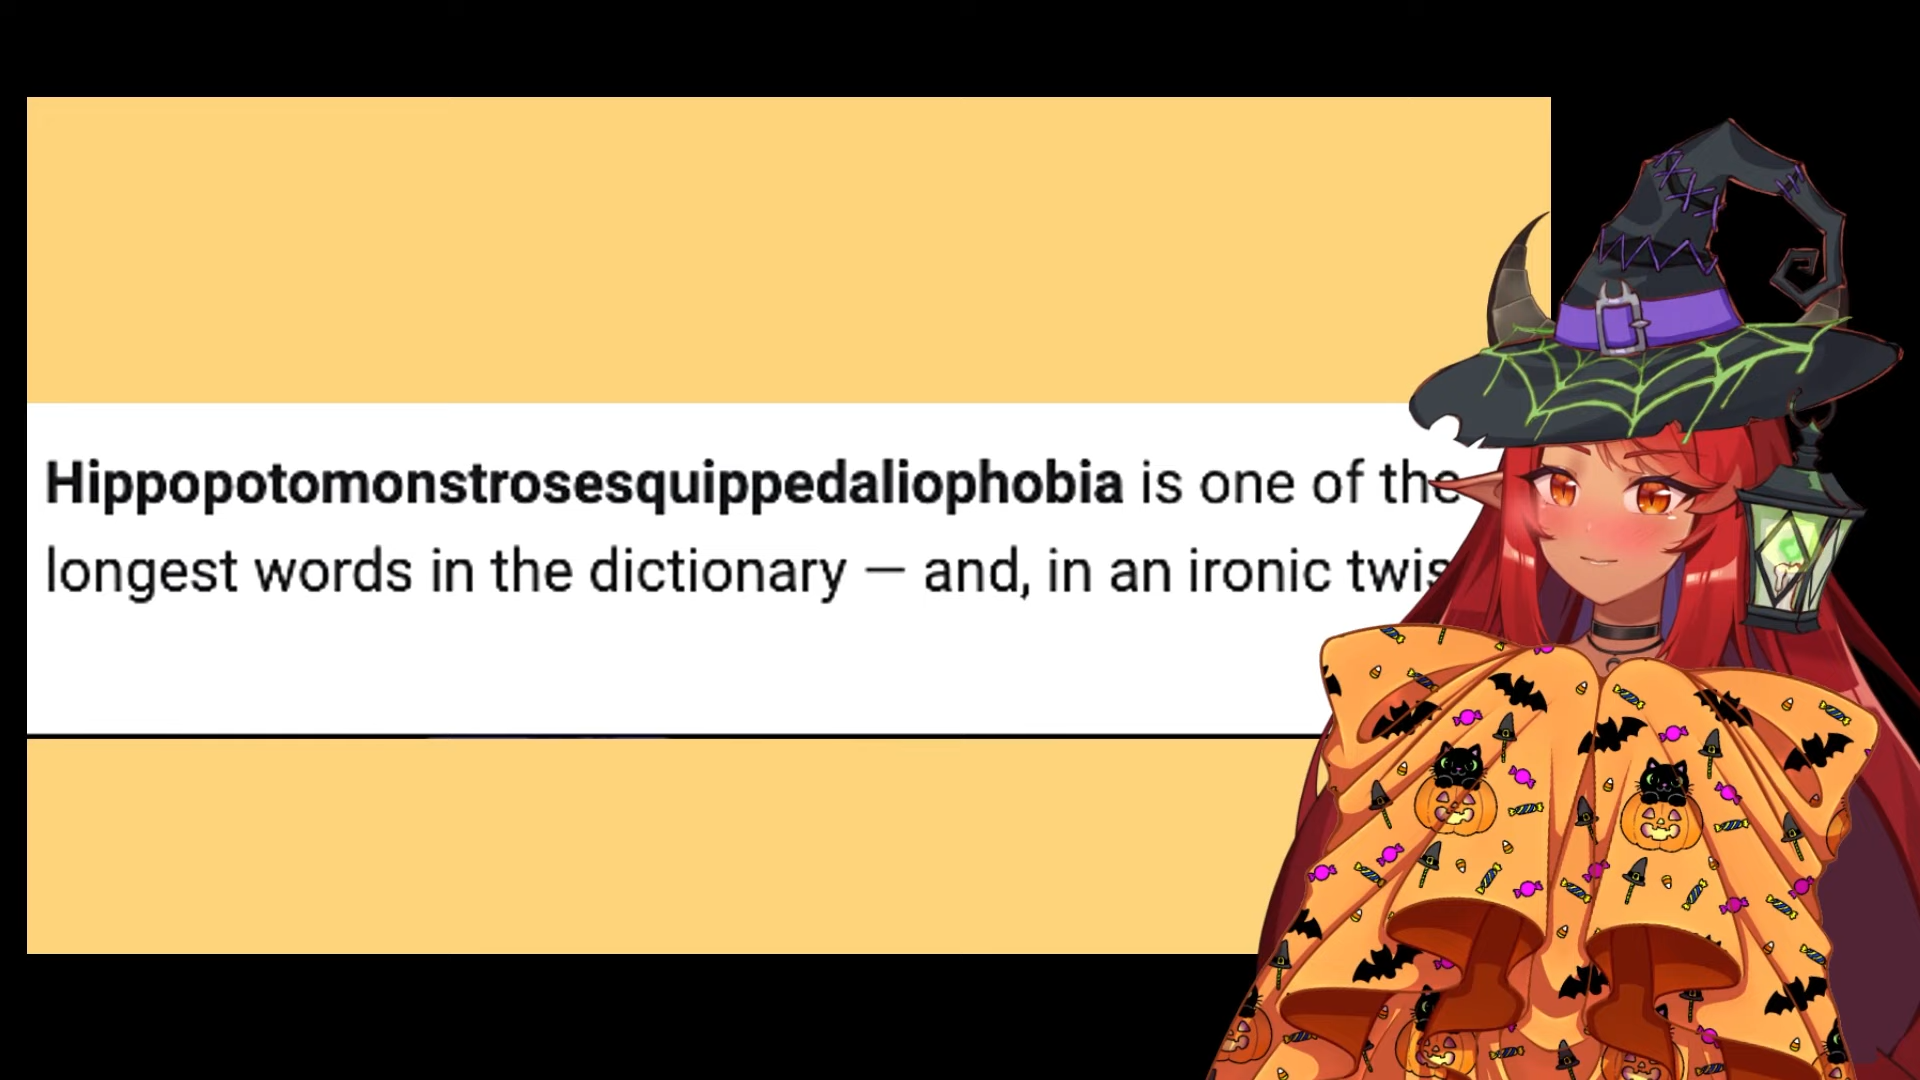 Hippopotomonstrosesquippedaliophobia is one of the
longest words in the dictionary — and, in an ironic twis